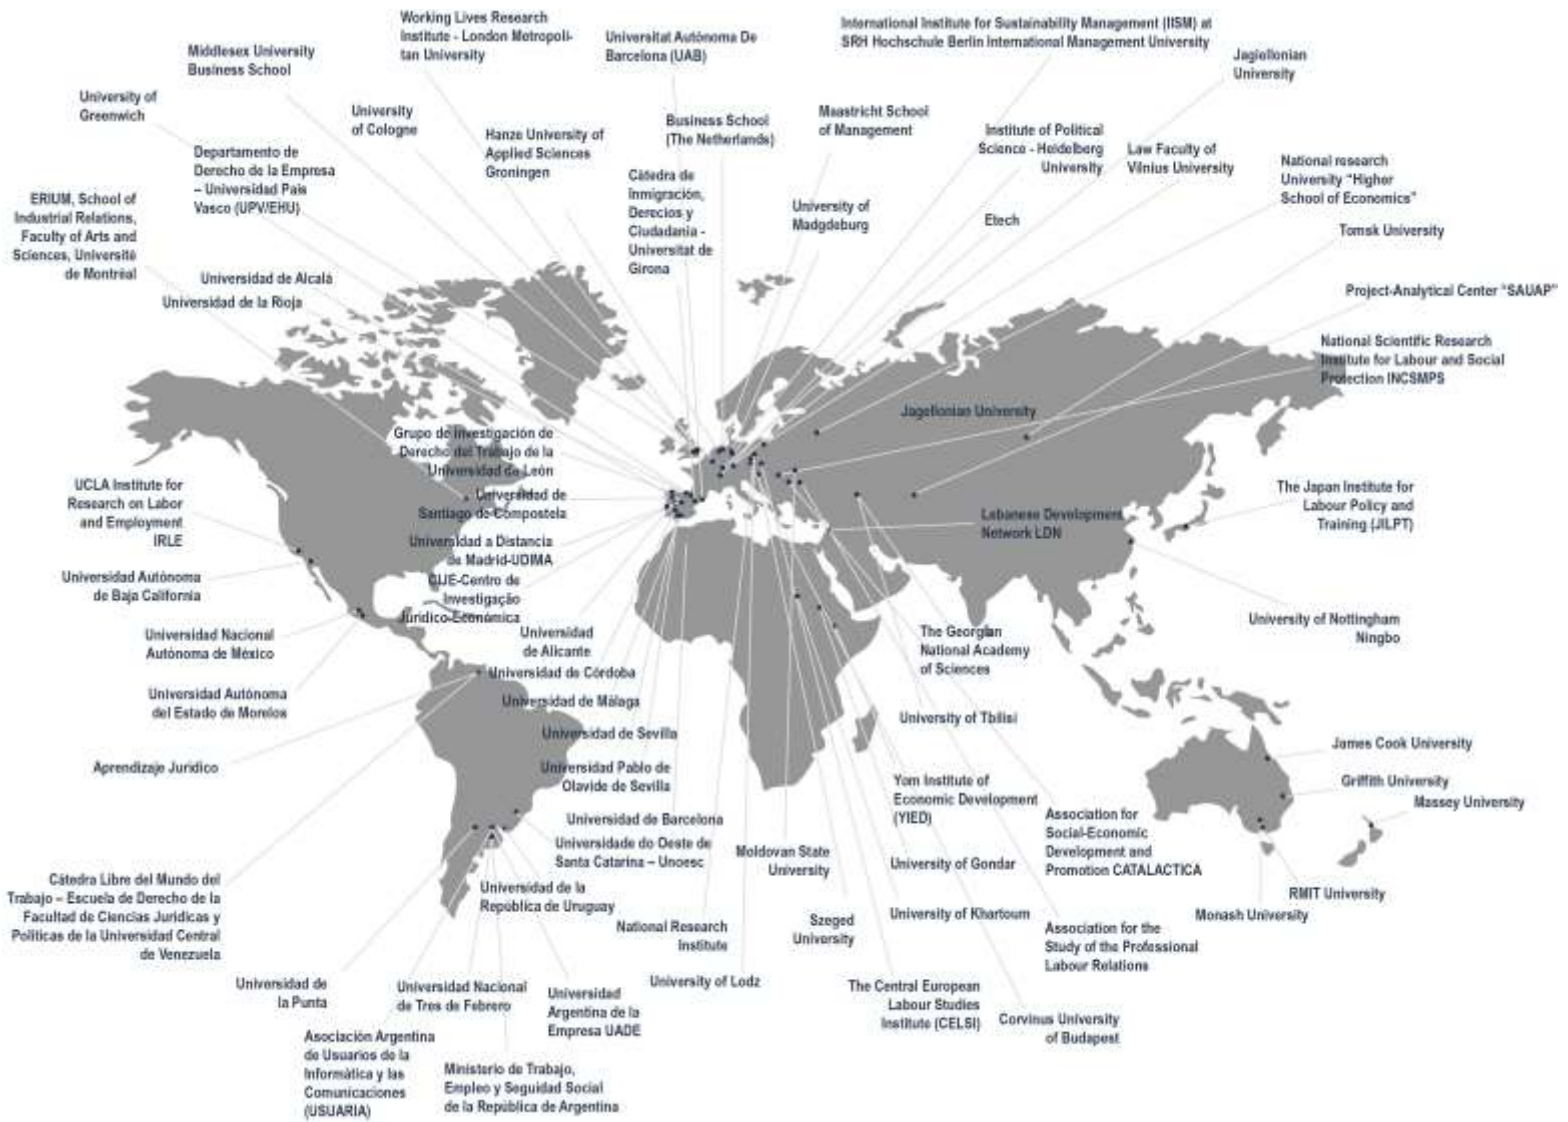 Working Lives Research
Institute - London Metropoli-
tan University
Universitat Autónoma De
Barcelona (UAB)
International Institute for Sustainability Management (IISM) at
SRH Hochschule Berlin International Management University
Middlesex University
Business School
Jagiellonian
University
University of
Greenwich
University
of Cologne
Hanze University of
Applied Sciences
Groningen
Business School
(The Netherlands)
Maastricht School
of Management
Institute of Political
Science - Heidelberg
University
Law Faculty of
Vilnius University
National research
University "Higher
School of Economics"
Departamento de
Derecho de la Empresa
– Universidad Pais
Vasco (UPV/EHU)
Cátedra de
Inmigración,
Derecios y
Ciudadania -
Universitat de
Girona
University of
Madgdeburg
Etech
Tomsk University
ERIUM, School of
Industrial Relations,
Faculty of Arts and
Sciences, Université
de Montréal
Universidad de Alcalá
Universidad de la Rioja
Project-Analytical Center "SAUAP"
National Scientific Research
Institute for Labour and Social
Protection INCSMPS
Jagellonian University
Grupo de Investigación de
Derecho del Trabajo de la
Universidad de León
UCLA Institute for
Research on Labor
and Employment
IRLE
Universidad de
Santiago de Compostela
Lebanese Development
Network LDN
The Japan Institute for
Labour Policy and
Training (JILPT)
Universidad a Distancia
de Madrid-UDIMA
CIJE-Centro de
Investigação
Jurídico-Económica
Universidad Autónoma
de Baja California
Universidad Nacional
Autónoma de México
Universidad
de Alicante
The Georgian
National Academy
of Sciences
University of Nottingham
Ningbo
Universidad de Córdoba
Universidad Autónoma
del Estado de Morelos
Universidad de Málaga
University of Tbilisi
Universidad de Sevilla
James Cook University
Aprendizaje Jurídico
Universidad Pablo de
Olavide de Sevilla
Yom Institute of
Economic Development
(YIED)
Griffith University
Massey University
Universidad de Barcelona
Association for
Social-Economic
Development and
Promotion CATALACTICA
Universidade do Oeste de
Santa Catarina – Unoesc
Moldovan State
University
University of Gondar
Cátedra Libre del Mundo del
Trabajo – Escuela de Derecho de la
Facultad de Ciencias Jurídicas y
Políticas de la Universidad Central
de Venezuela
Universidad de la
República de Uruguay
RMIT University
Monash University
National Research
Institute
Szeged
University
University of Khartoum
Association for the
Study of the Professional
Labour Relations
Universidad de
la Punta
Universidad Nacional
de Tres de Febrero
Universidad
Argentina de la
Empresa UADE
University of Lodz
The Central European
Labour Studies
Institute (CELSI)
Corvinus University
of Budapest
Asociación Argentina
de Usuarios de la
Informática y las
Comunicaciones
(USUARIA)
Ministerio de Trabajo,
Empleo y Seguidad Social
de la República de Argentina